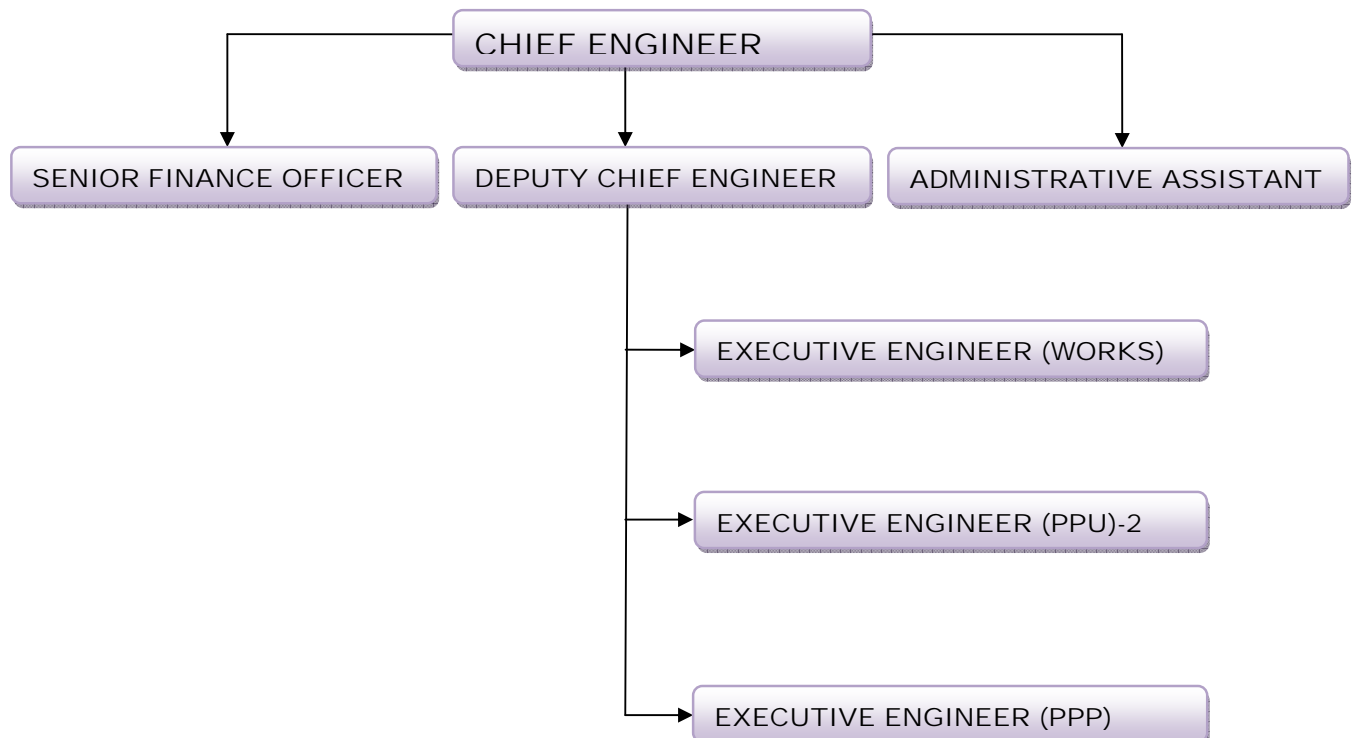 CHIEF ENGINEER
SENIOR FINANCE OFFICER
DEPUTY CHIEF ENGINEER
ADMINISTRATIVE ASSISTANT
EXECUTIVE ENGINEER (WORKS)
EXECUTIVE ENGINEER (PPU)-2
EXECUTIVE ENGINEER (PPP)